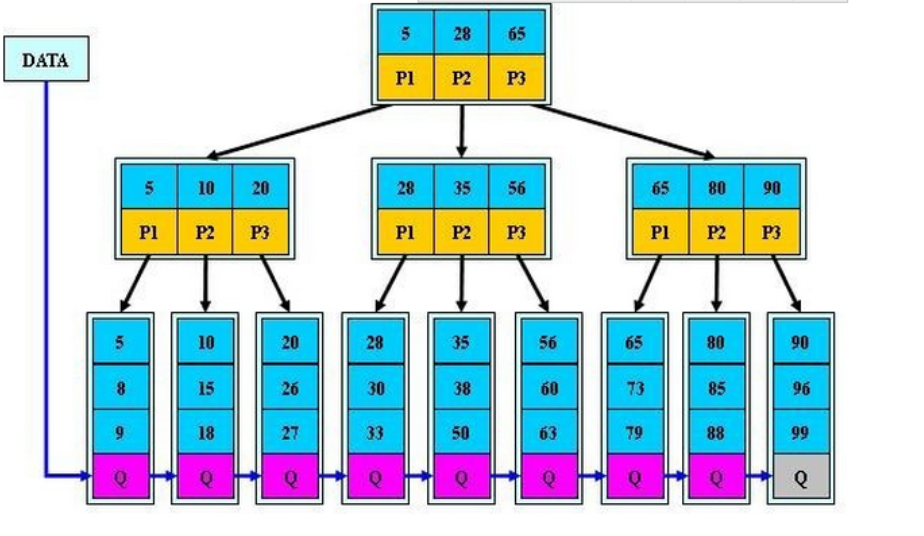 5 28 65
DATA
P1 P2 P3
5 10 20
28 35 56
65 80 90
P1 P2 P3
P1 P2 P3
P1 P2 P3
5 10 20 28 35 56 65 80 90
8 15 26 30 38 60 73 85 96
9 18 27 33 50 63 79 88 99
Q Q Q Q Q Q Q Q Q